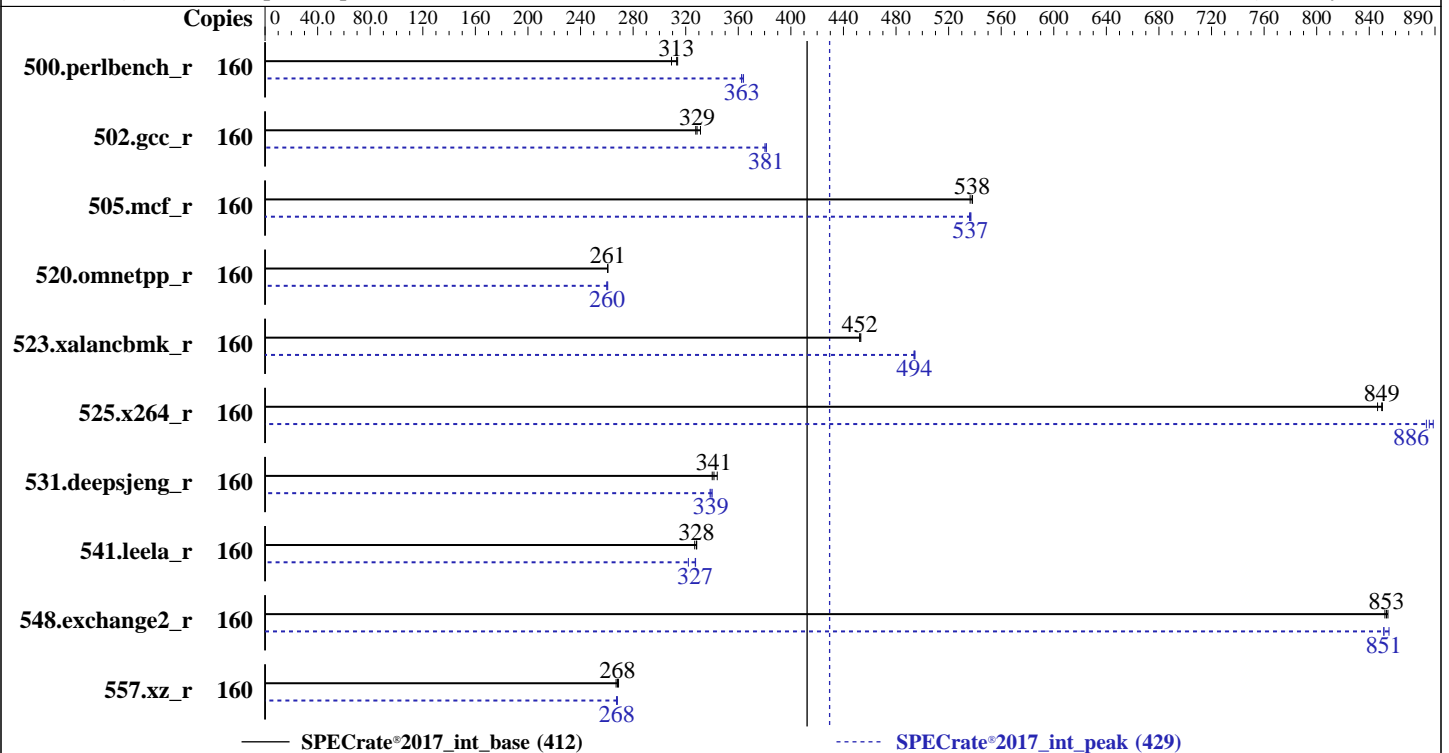 Copies 0 40.0 80.0 120 160 200 240 280 320 360 400 440 480 520 560 600 640 680 720 760 800 840 890
313
500.perlbench_r 160
363
329
502.gcc_r 160
381
538
505.mcf_r 160
537
261
520.omnetpp_r 160
260
452
523.xalancbmk_r 160
494
849
525.x264_r 160
886
341
531.deepsjeng_r 160
339
328
541.leela_r 160
327
853
548.exchange2_r 160
851
268
557.xz_r 160
268
SPECrate®2017_int_base (412) SPECrate®2017_int_peak (429)